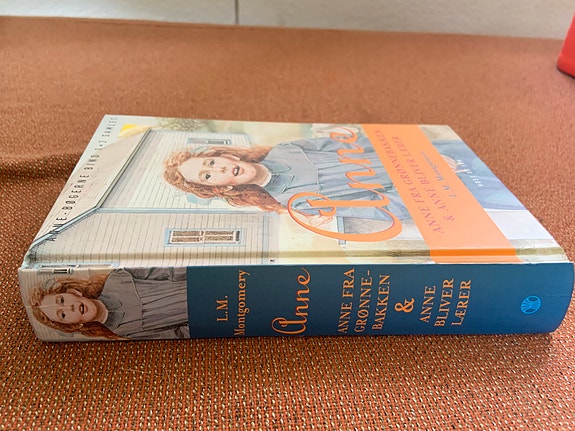 ANNE-BØGERNE BIND 1+2 SAMLET
Anne
ANNE FRA GRØNNEBAKKEN
& ANNE BLIVER LÆRER
L.M. Montgomery
L.M.
Montgomery
Anne
ANNE FRA
GRØNNE-
BAKKEN
&
ANNE
BLIVER
LÆRER